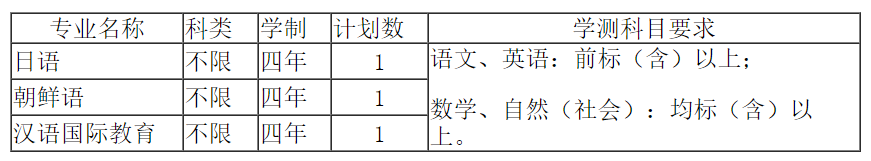 专业名称 科类 学制 计划数 学测科目要求
日语 不限 四年 1 语文、英语：前标（含）以上；
朝鲜语 不限 四年 1 数学、自然（社会）：均标（含）以
汉语国际教育 不限 四年 1 上。